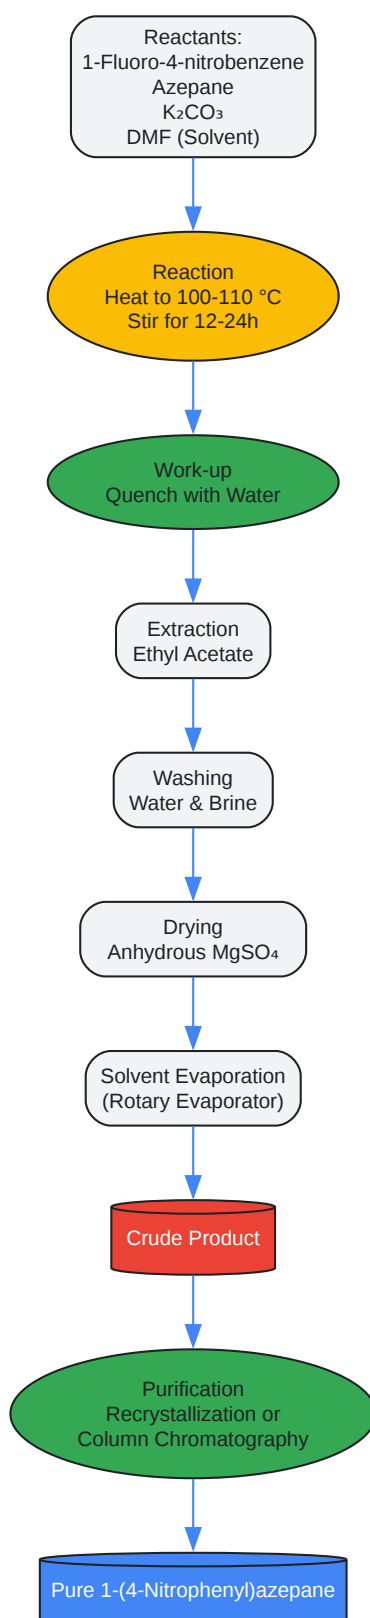 Reactants:
1-Fluoro-4-nitrobenzene
Azepane
K₂CO₃
DMF (Solvent)
Reaction
Heat to 100-110 °C
Stir for 12-24h
Work-up
Quench with Water
Extraction
Ethyl Acetate
Washing
Water & Brine
Drying
Anhydrous MgSO₄
Solvent Evaporation
(Rotary Evaporator)
Crude Product
Purification
Recrystallization or
Column Chromatography
Pure 1-(4-Nitrophenyl)azepane